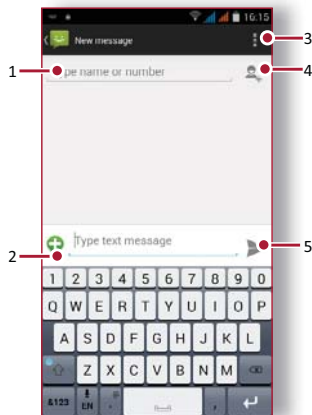 16:15
New message
3
1
pe name or number
4
Type text message
2
5
1 2 3 4 5 6 7 8 9 0
Q W E R T Y U I O P
A S D F G H J K L
Z X C V B N M
&123 EN . ,